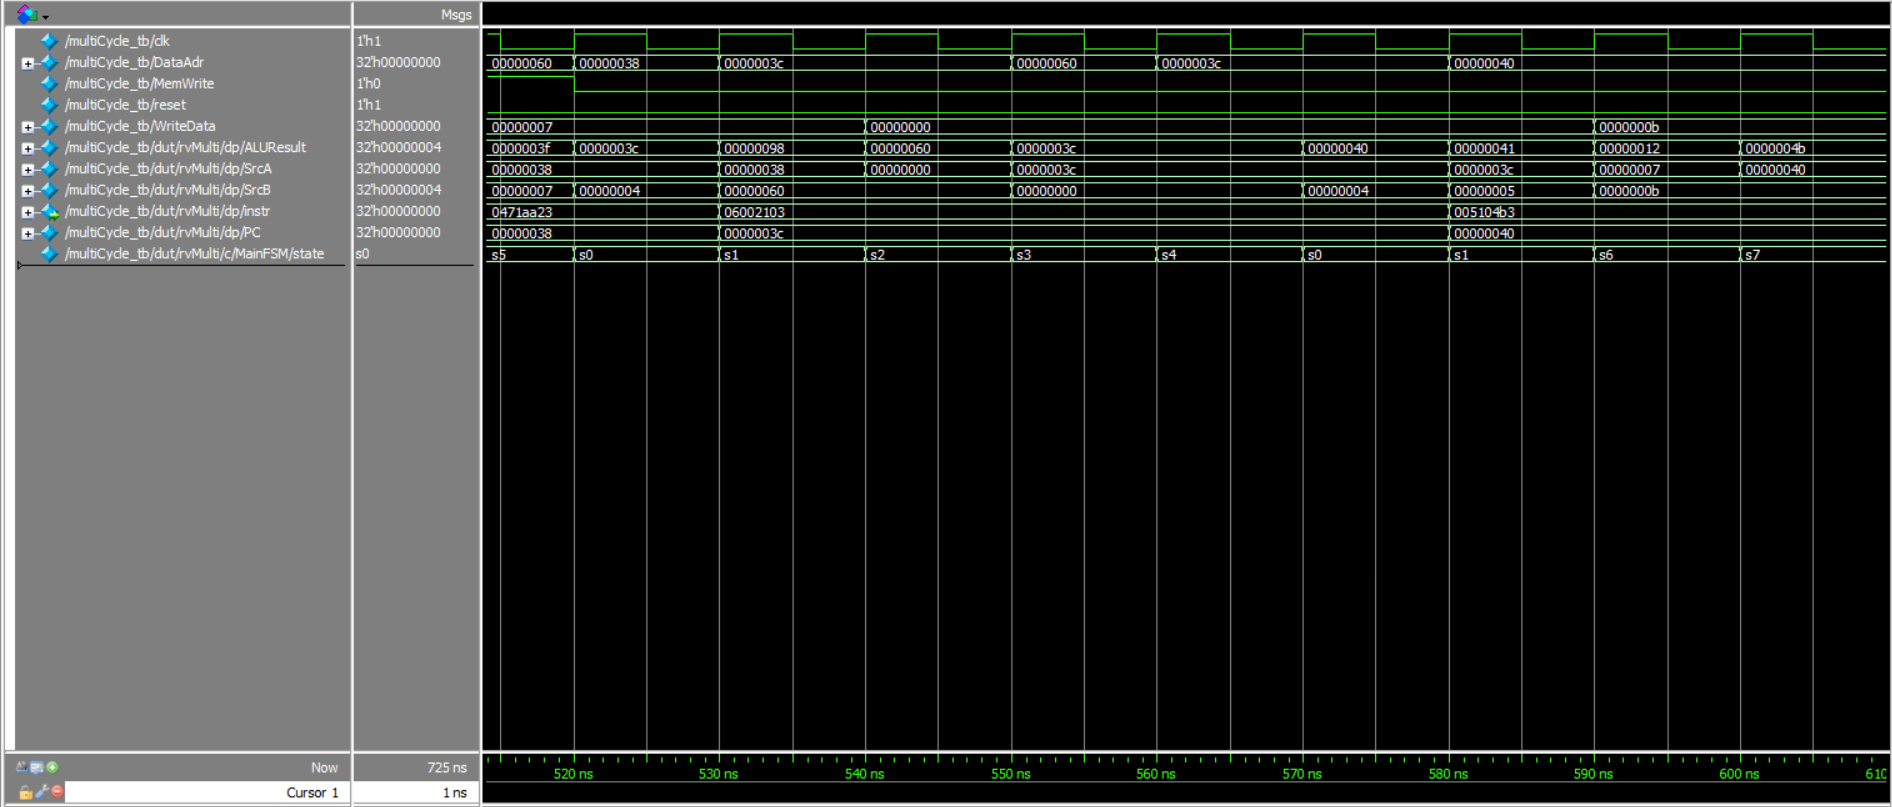 Msgs
/multiCycle_tb/clk 1'h1
/multiCycle_tb/DataAdr 32'h00000000 00000060 00000038 0000003c 00000060 0000003c 00000040
/multiCycle_tb/MemWrite 1'h0
/multiCycle_tb/reset 1'h1
/multiCycle_tb/WriteData 32'h00000000 00000007 00000000 0000000b
/multiCycle_tb/dut/rvMulti/dp/ALUResult 32'h00000004 0000003f 0000003c 00000098 00000060 0000003c 00000040 00000041 00000012 0000004b
/multiCycle_tb/dut/rvMulti/dp/SrcA 32'h00000000 00000038 00000038 00000000 0000003c 0000003c 00000007 00000040
/multiCycle_tb/dut/rvMulti/dp/SrcB 32'h00000004 00000007 00000004 00000060 00000000 00000004 00000005 0000000b
/multiCycle_tb/dut/rvMulti/dp/instr 32'h00000000 0471aa23 06002103 005104b3
/multiCycle_tb/dut/rvMulti/dp/PC 32'h00000000 00000038 0000003c 00000040
/multiCycle_tb/dut/rvMulti/c/MainFSM/state s0 s5 s0 s1 s2 s3 s4 s0 s1 s6 s7
Now 725 ns 520 ns 530 ns 540 ns 550 ns 560 ns 570 ns 580 ns 590 ns 600 ns 610
Cursor 1 1 ns